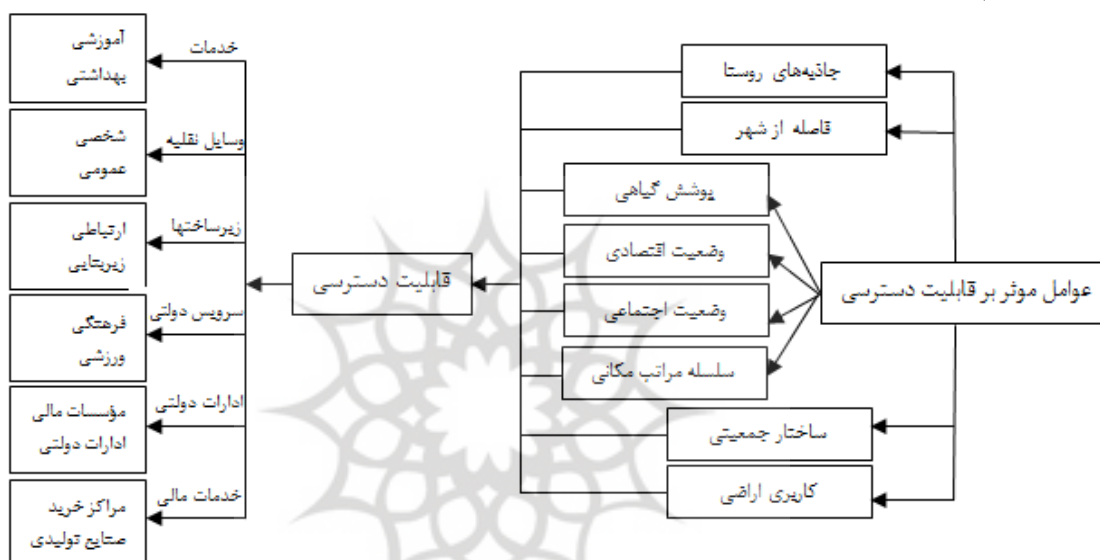 عوامل موثر بر قابلیت دسترسی
جاذبه‌های روستا
فاصله از شهر
پوشش گیاهی
وضعیت اقتصادی
وضعیت اجتماعی
سلسله مراتب مکانی
ساختار جمعیتی
کاربری اراضی
قابلیت دسترسی
خدمات
آموزشی
بهداشتی
وسایل نقلیه
شخصی
عمومی
زیرساختها
ارتباطی
زیربنایی
سرویس دولتی
فرهنگی
ورزشی
ادارات دولتی
مؤسسات مالی
ادارات دولتی
خدمات مالی
مراکز خرید
صنایع تولیدی